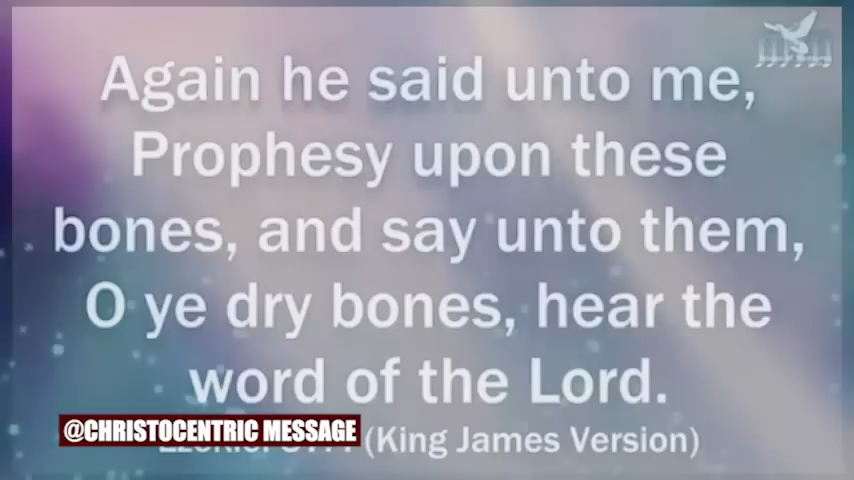 Again he said unto me,
Prophesy upon these
bones, and say unto them,
O ye dry bones, hear the
word of the Lord.
@CHRISTOCENTRIC MESSAGE
(King James Version)